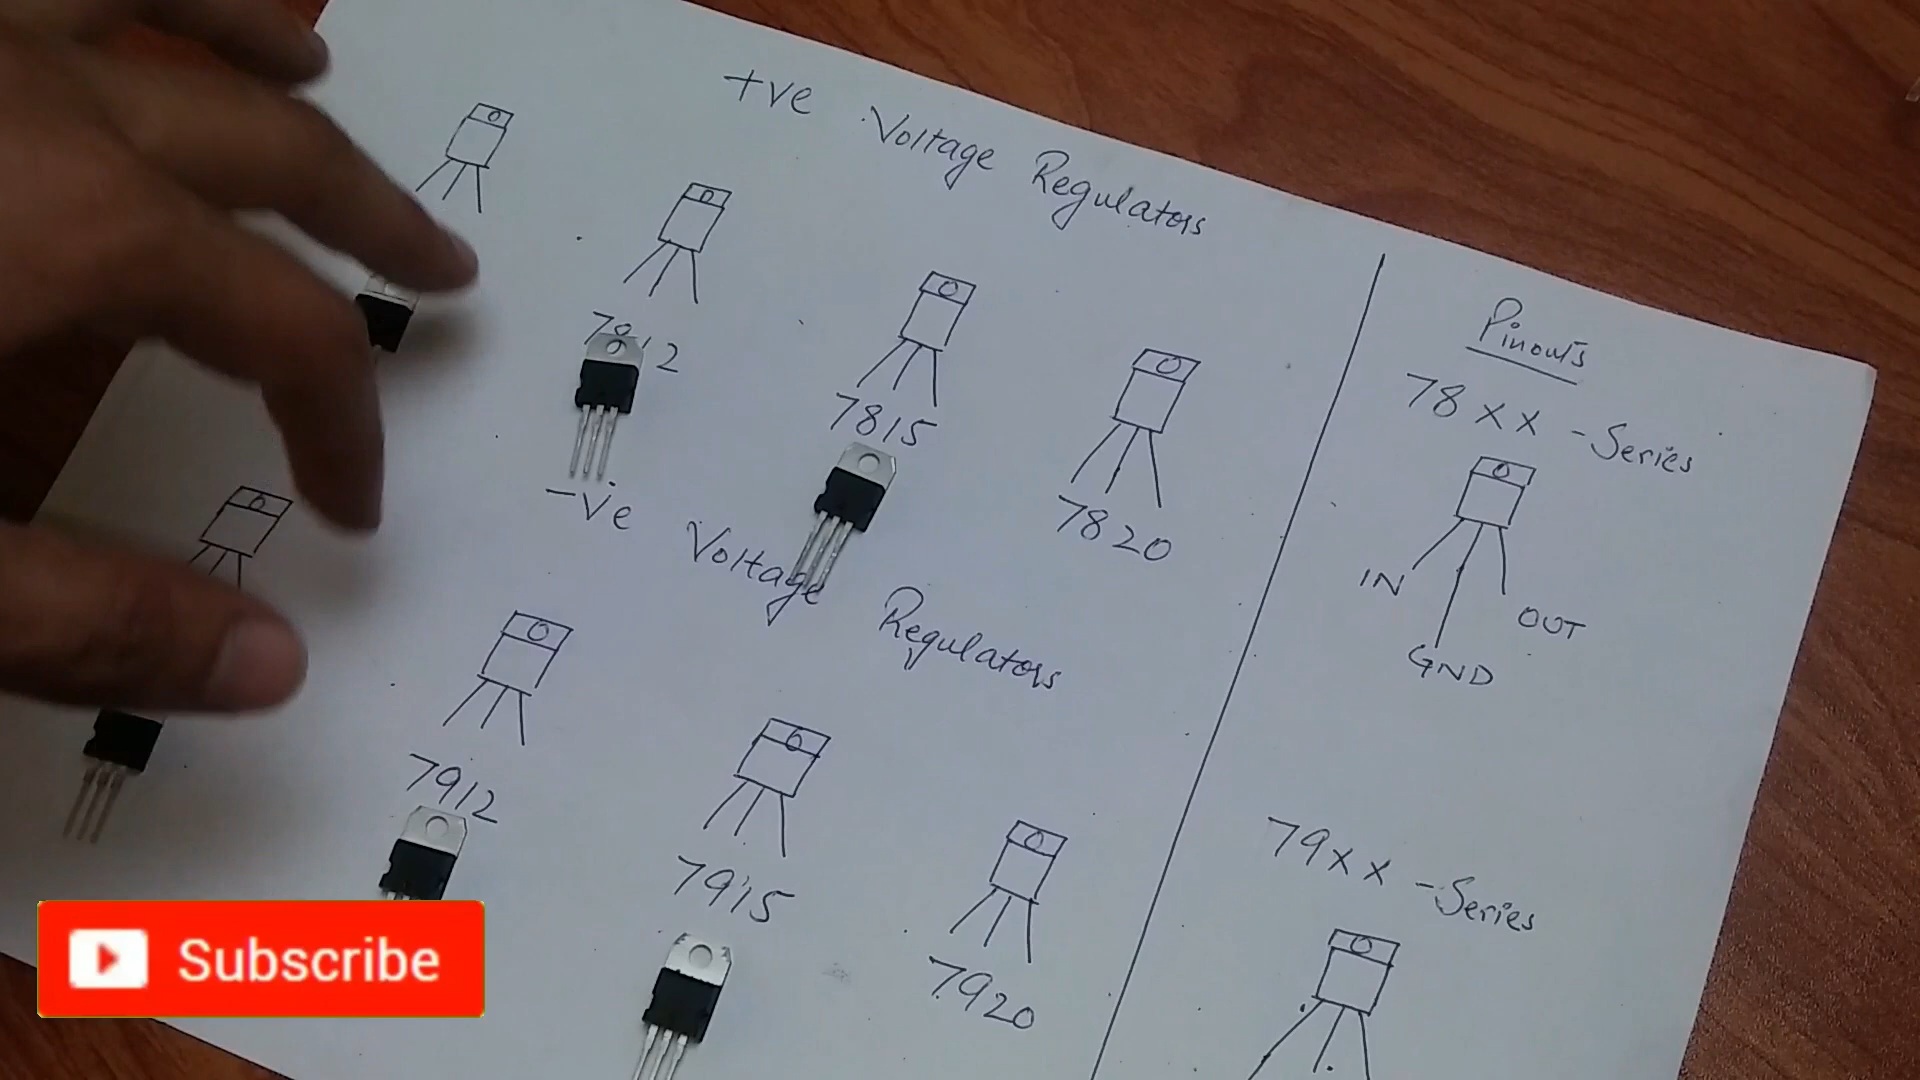 +ve Voltage Regulators
7812
7815
7820
-ve Voltage Regulators
7912
7915
7920
Pinouts
78xx - Series
IN
GND
OUT
79xx - Series
Subscribe